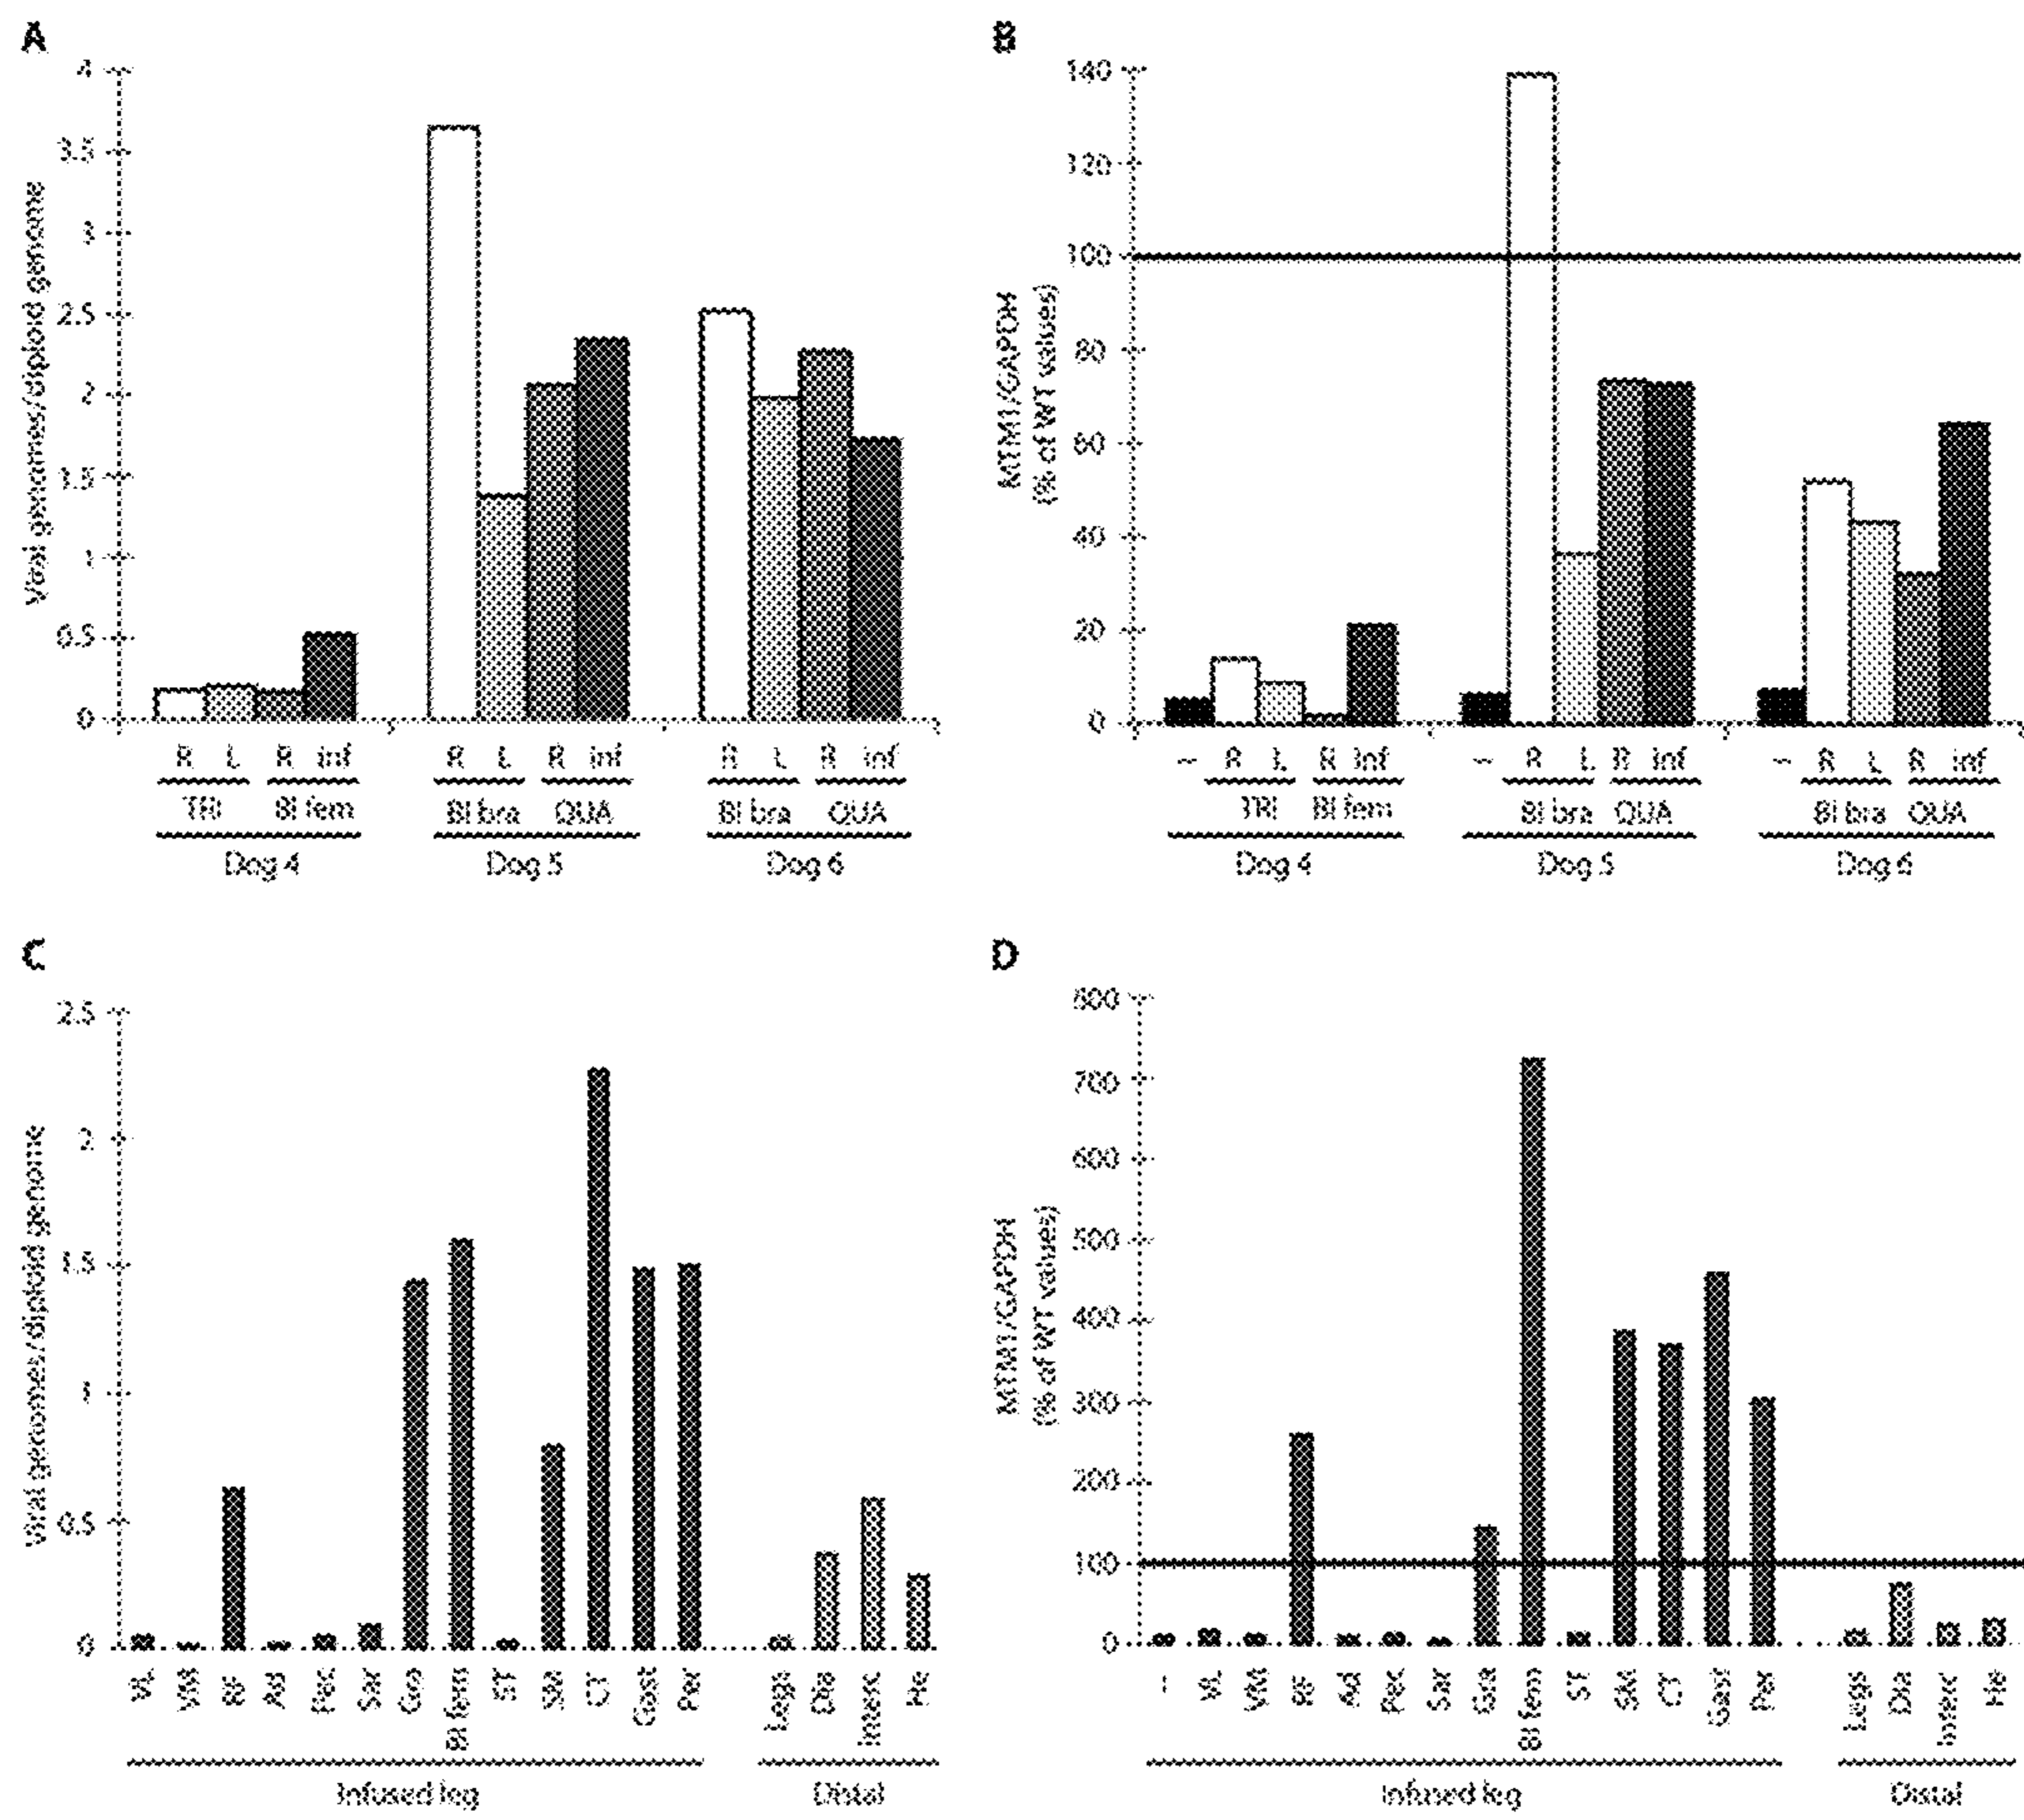 A
Viral genomes/diploid genome
4
3.5
3
2.5
2
1.5
1
0.5
0
R L R inf R L R inf R L R inf
TRI BI fem BI bra QUA BI bra QUA
Dog 4 Dog 5 Dog 6
B
MTM1/GAPDH
(% of WT values)
140
120
100
80
60
40
20
0
– R L R inf – R L R inf – R L R inf
TRI BI fem BI bra QUA BI bra QUA
Dog 4 Dog 5 Dog 6
C
Viral genomes/diploid genome
2.5
2
1.5
1
0.5
0
VL VM RF Ad Pec Sar Gra BI fem ST SM CT Gast Per Legs Dia Interc He
Infused leg Distal
D
MTM1/GAPDH
(% of WT values)
800
700
600
500
400
300
200
100
0
– VL VM RF Ad Pec Sar Gra BI fem ST SM CT Gast Per Legs Dia Interc He
Infused leg Distal